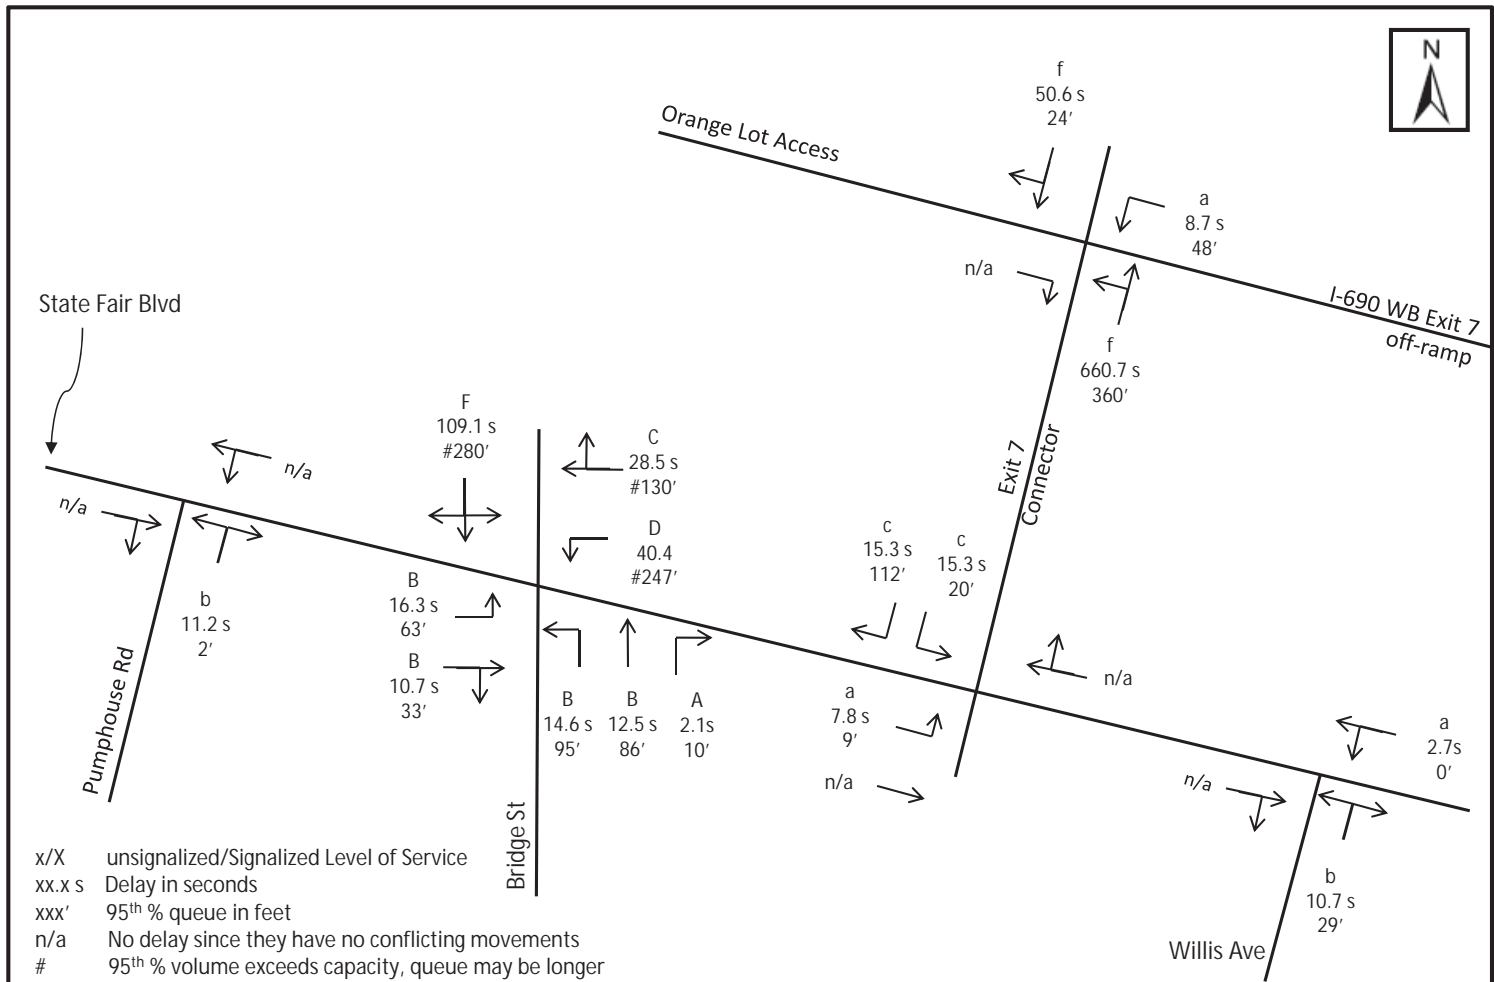 N
f
50.6 s
24'
Orange Lot Access
a
8.7 s
48'
n/a
I-690 WB Exit 7
off-ramp
f
660.7 s
360'
State Fair Blvd
Exit 7
Connector
F
109.1 s
#280'
C
28.5 s
#130'
n/a
n/a
D
40.4
#247'
c
15.3 s
112'
c
15.3 s
20'
b
11.2 s
2'
B
16.3 s
63'
B
10.7 s
33'
B
14.6 s
95'
B
12.5 s
86'
A
2.1s
10'
a
7.8 s
9'
n/a
n/a
a
2.7s
0'
n/a
Pumphouse Rd
Bridge St
b
10.7 s
29'
Willis Ave
x/X unsignalized/Signalized Level of Service
xx.x s Delay in seconds
xxx' 95th % queue in feet
n/a No delay since they have no conflicting movements
# 95th % volume exceeds capacity, queue may be longer